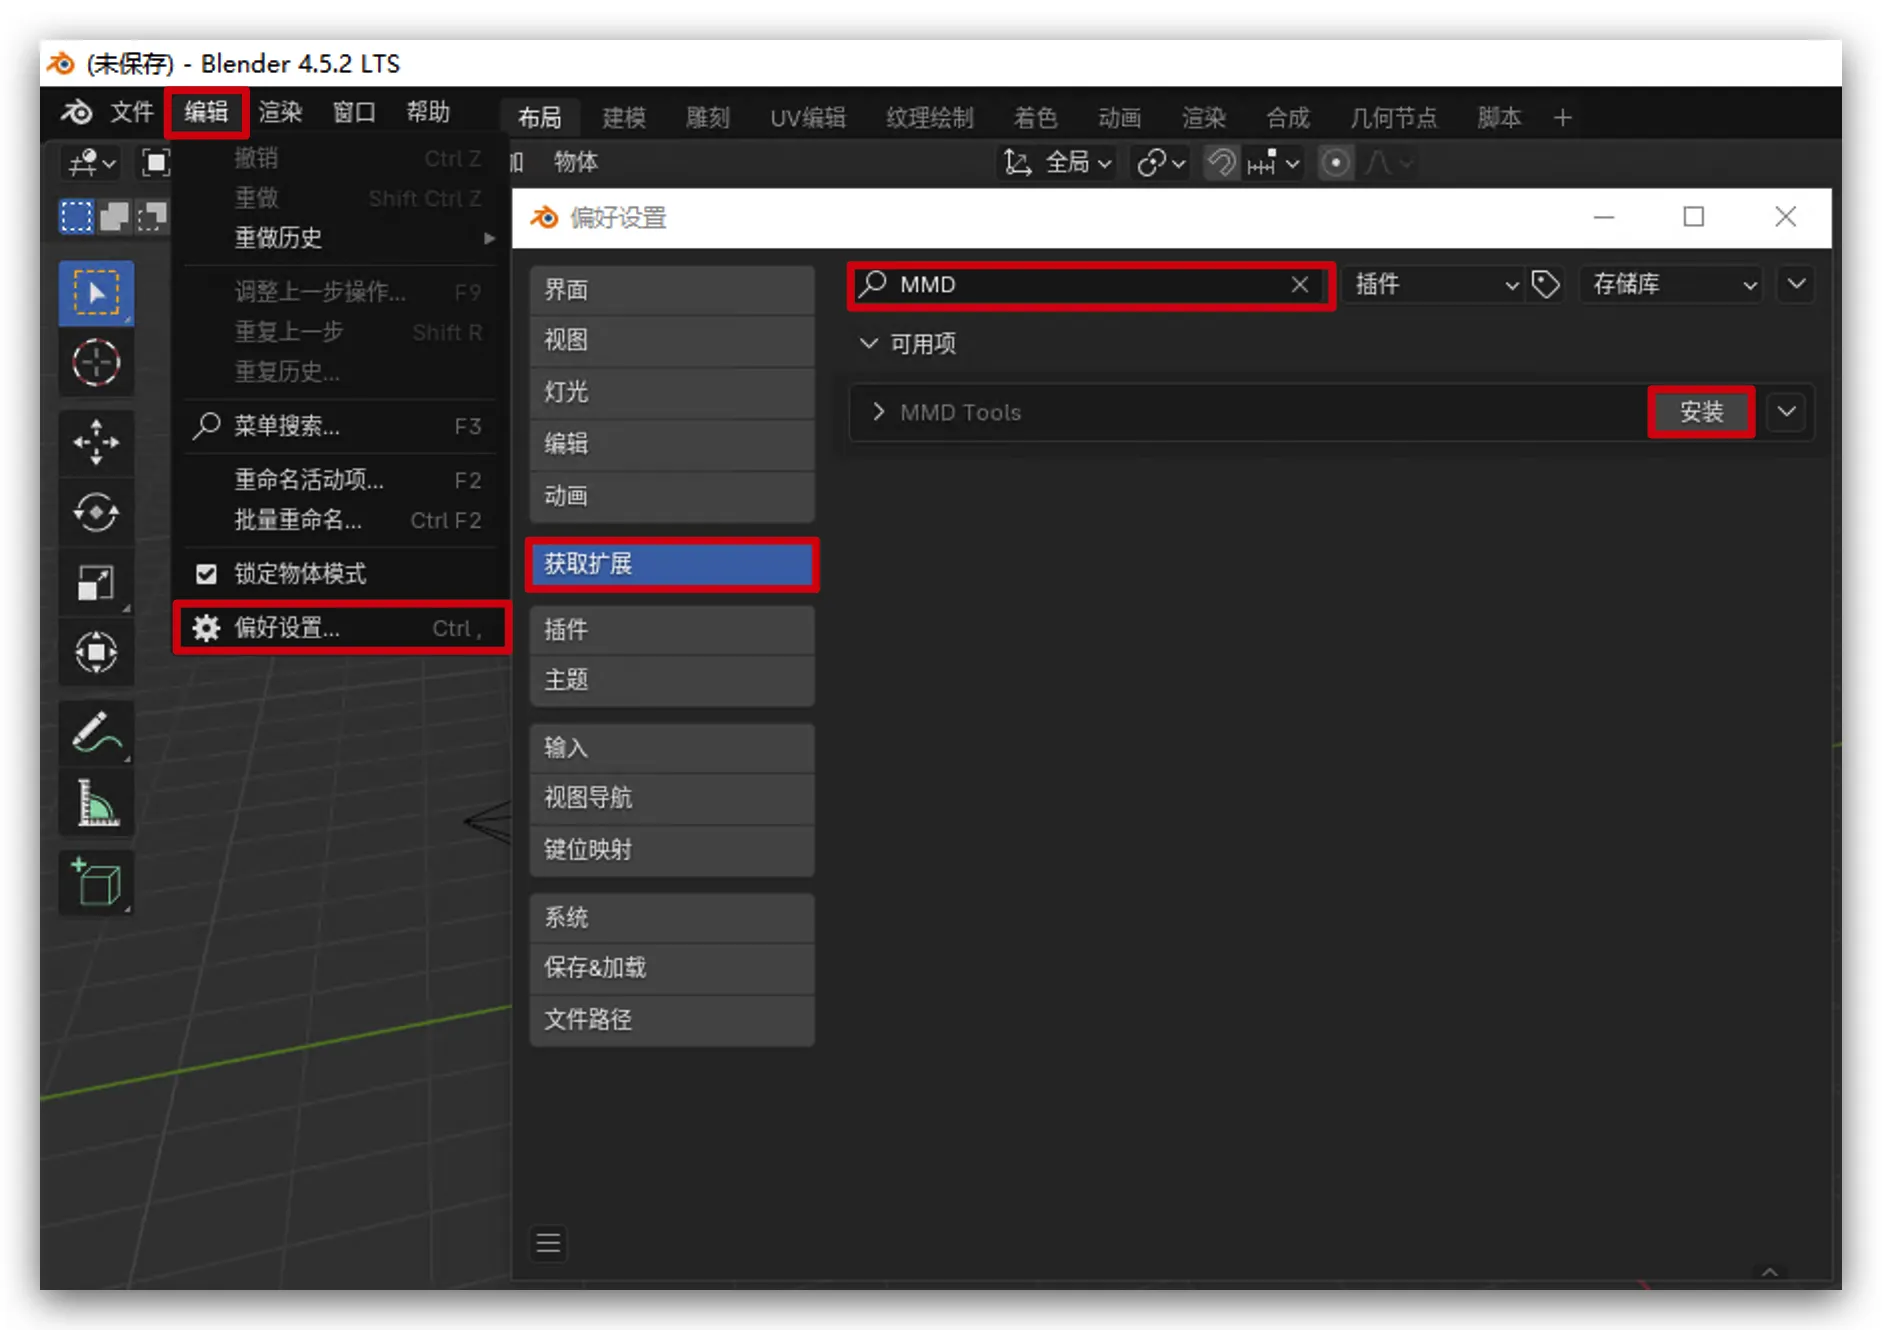 (未保存) - Blender 4.5.2 LTS
文件 编辑 渲染 窗口 帮助 布局 建模 雕刻 UV编辑 纹理绘制 着色 动画 渲染 合成 几何节点 脚本 +
物体 全局
撤销 Ctrl Z
重做 Shift Ctrl Z
重做历史
调整上一步操作... F9
重复上一步 Shift R
重复历史...
菜单搜索... F3
重命名活动项... F2
批量重命名... Ctrl F2
锁定物体模式
偏好设置... Ctrl ,
偏好设置
界面
视图
灯光
编辑
动画
获取扩展
插件
主题
输入
视图导航
键位映射
系统
保存&加载
文件路径
MMD 插件 存储库
可用项
MMD Tools 安装